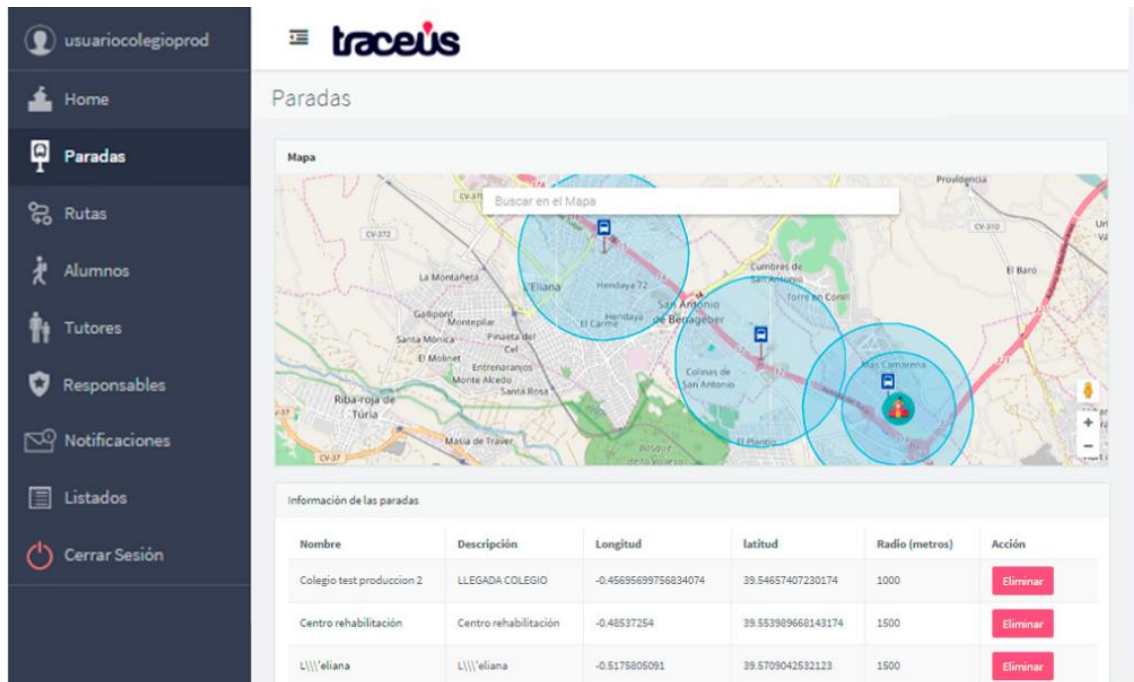 usuariocolegioprod
traceus
Home
Paradas
Rutas
Alumnos
Tutores
Responsables
Notificaciones
Listados
Cerrar Sesión
Paradas
Mapa
Buscar en el Mapa
Providencia
CV-372
CV-310
La Montañeta
L'Eliana
Hendaya 72
Cumbres de
San Antonio
Torre en Conill
El Baro
Gallipont
Montepilar
San Antonio
de Benageber
Hendaya
El Carme
Santa Mónica
Pinaeta del
Cel
El Molinet
Entrenaranjos
Monte Alcedo
Santa Rosa
Colinas de
San Antonio
Mas Camarena
Riba-roja de
Túria
Masia de Traver
El Plantio
Bosque
CV-37
+
-
Información de las paradas
Nombre Descripción Longitud latitud Radio (metros) Acción
Colegio test produccion 2 LLEGADA COLEGIO -0.45695699756834074 39.54657407230174 1000 Eliminar
Centro rehabilitación Centro rehabilitación -0.48537254 39.553989668143174 1500 Eliminar
L\\\\'eliana L\\\\'eliana -0.5175805091 39.5709042532123 1500 Eliminar